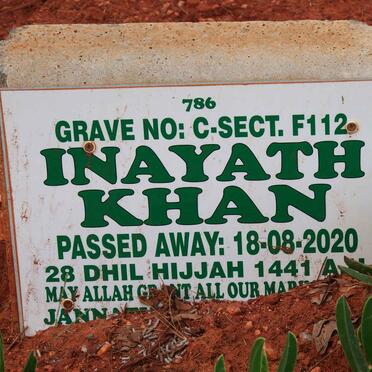 786
GRAVE NO: C-SECT. F112
INAYATH
KHAN
PASSED AWAY: 18-08-2020
28 DHIL HIJJAH 1441
MAY ALLAH GRANT ALL OUR